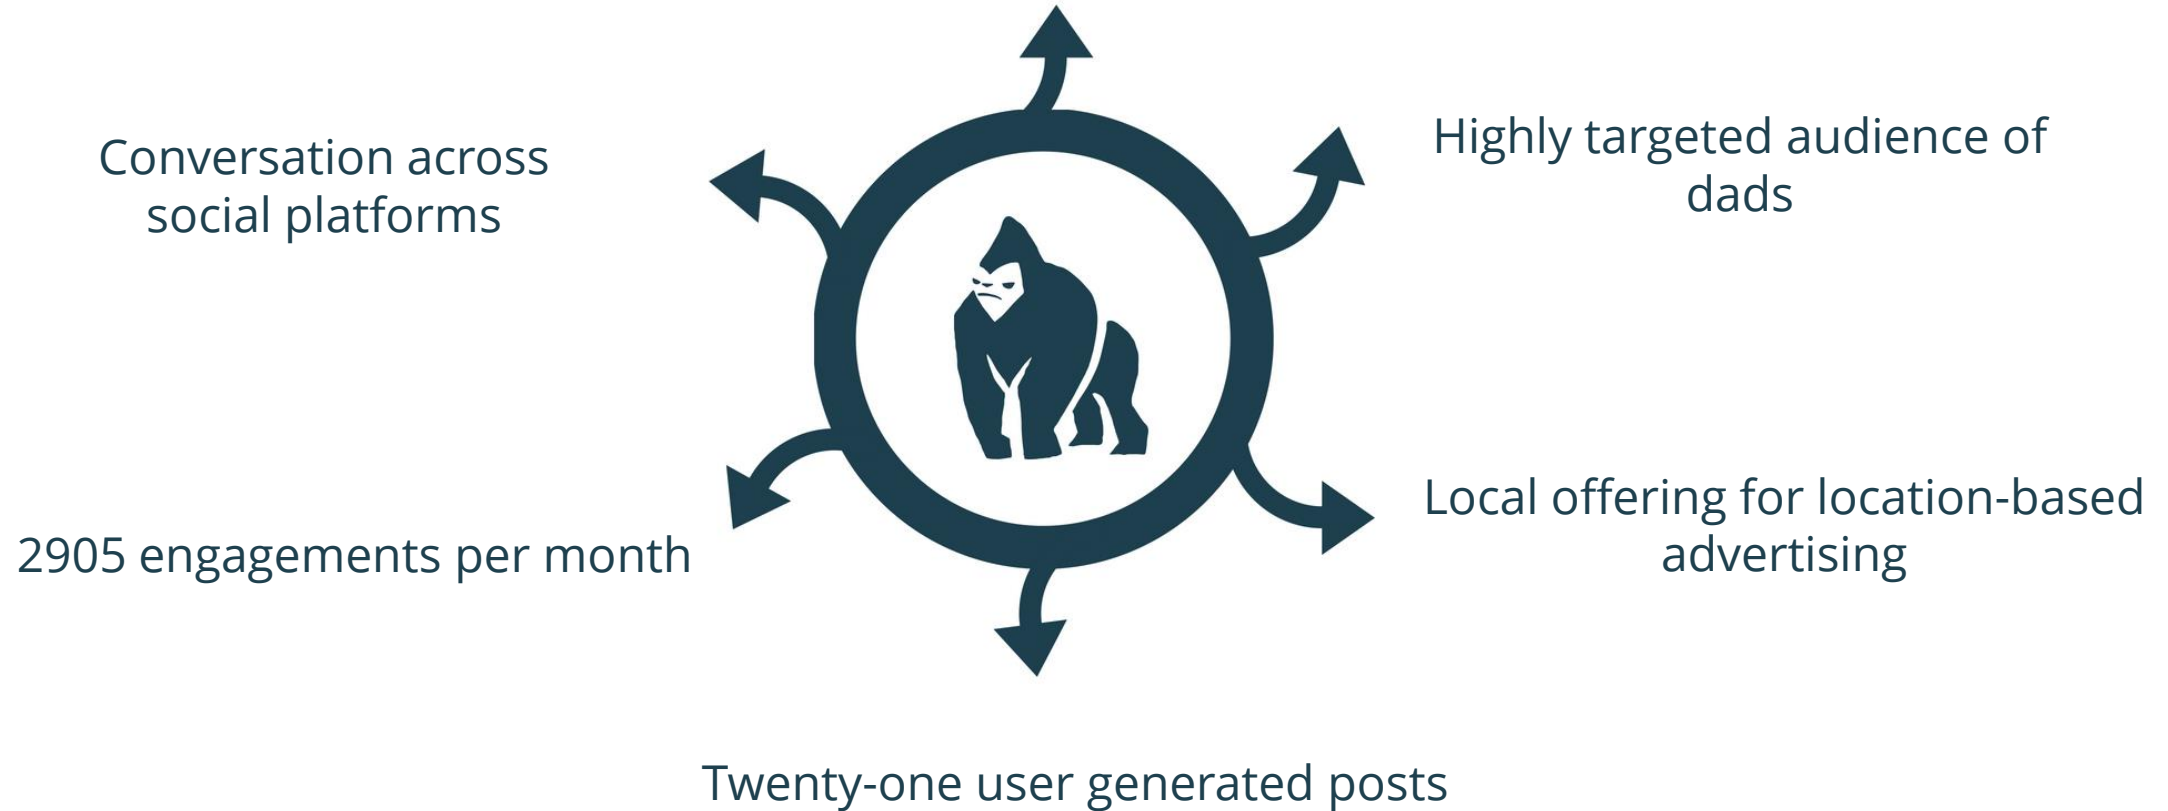 Conversation across
social platforms
Highly targeted audience of
dads
2905 engagements per month
Local offering for location-based
advertising
Twenty-one user generated posts